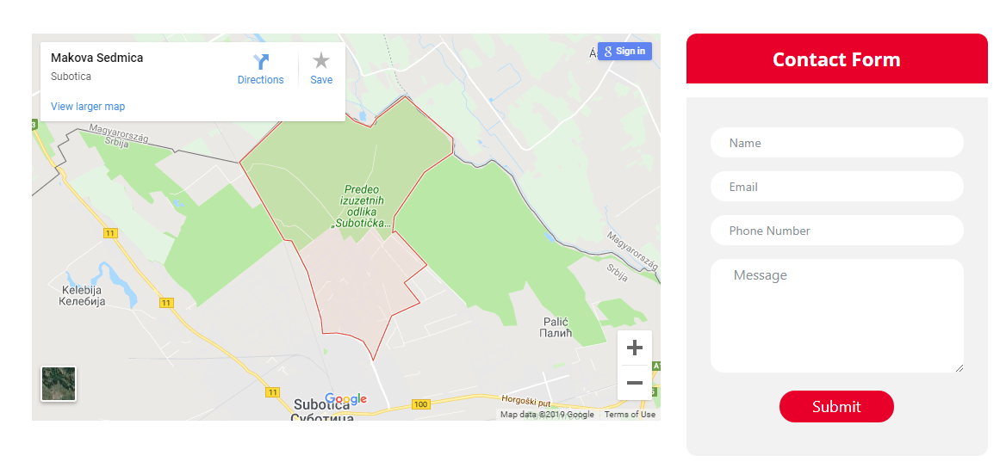 Makova Sedmica
Subotica
Directions
Save
View larger map
Sign in
Magyarország
Srbija
Predeo
izuzetnih
odlika
„Subotička...
11
Magyarország
Srbija
Kelebija
Келебија
11
Palić
Палић
11
Subotica
Суботица
Google
100
Horgoški put
Map data ©2019 Google
Terms of Use
Contact Form
Name
Email
Phone Number
Message
Submit